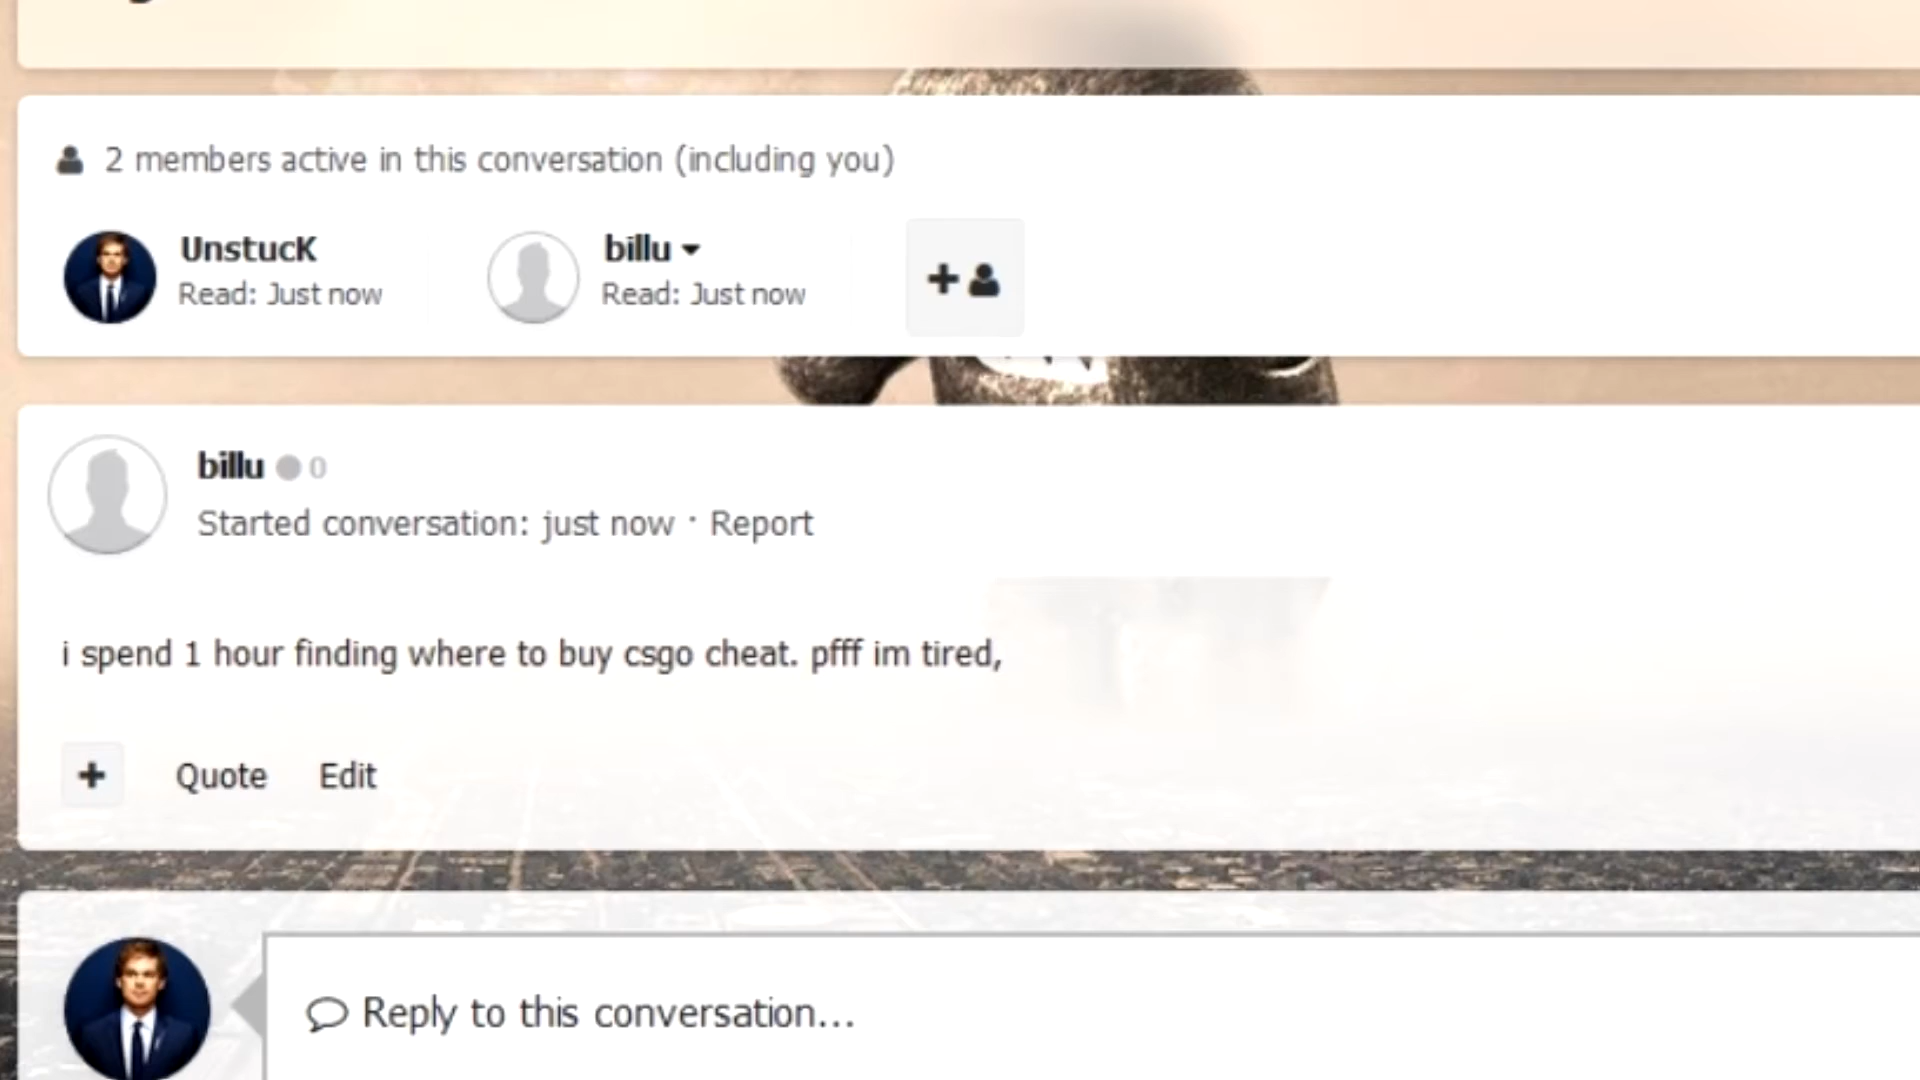 2 members active in this conversation (including you)
UnstucK
billu
Read: Just now
Read: Just now
billu 0
Started conversation: just now · Report
i spend 1 hour finding where to buy csgo cheat. pfff im tired,
+ Quote Edit
Reply to this conversation...